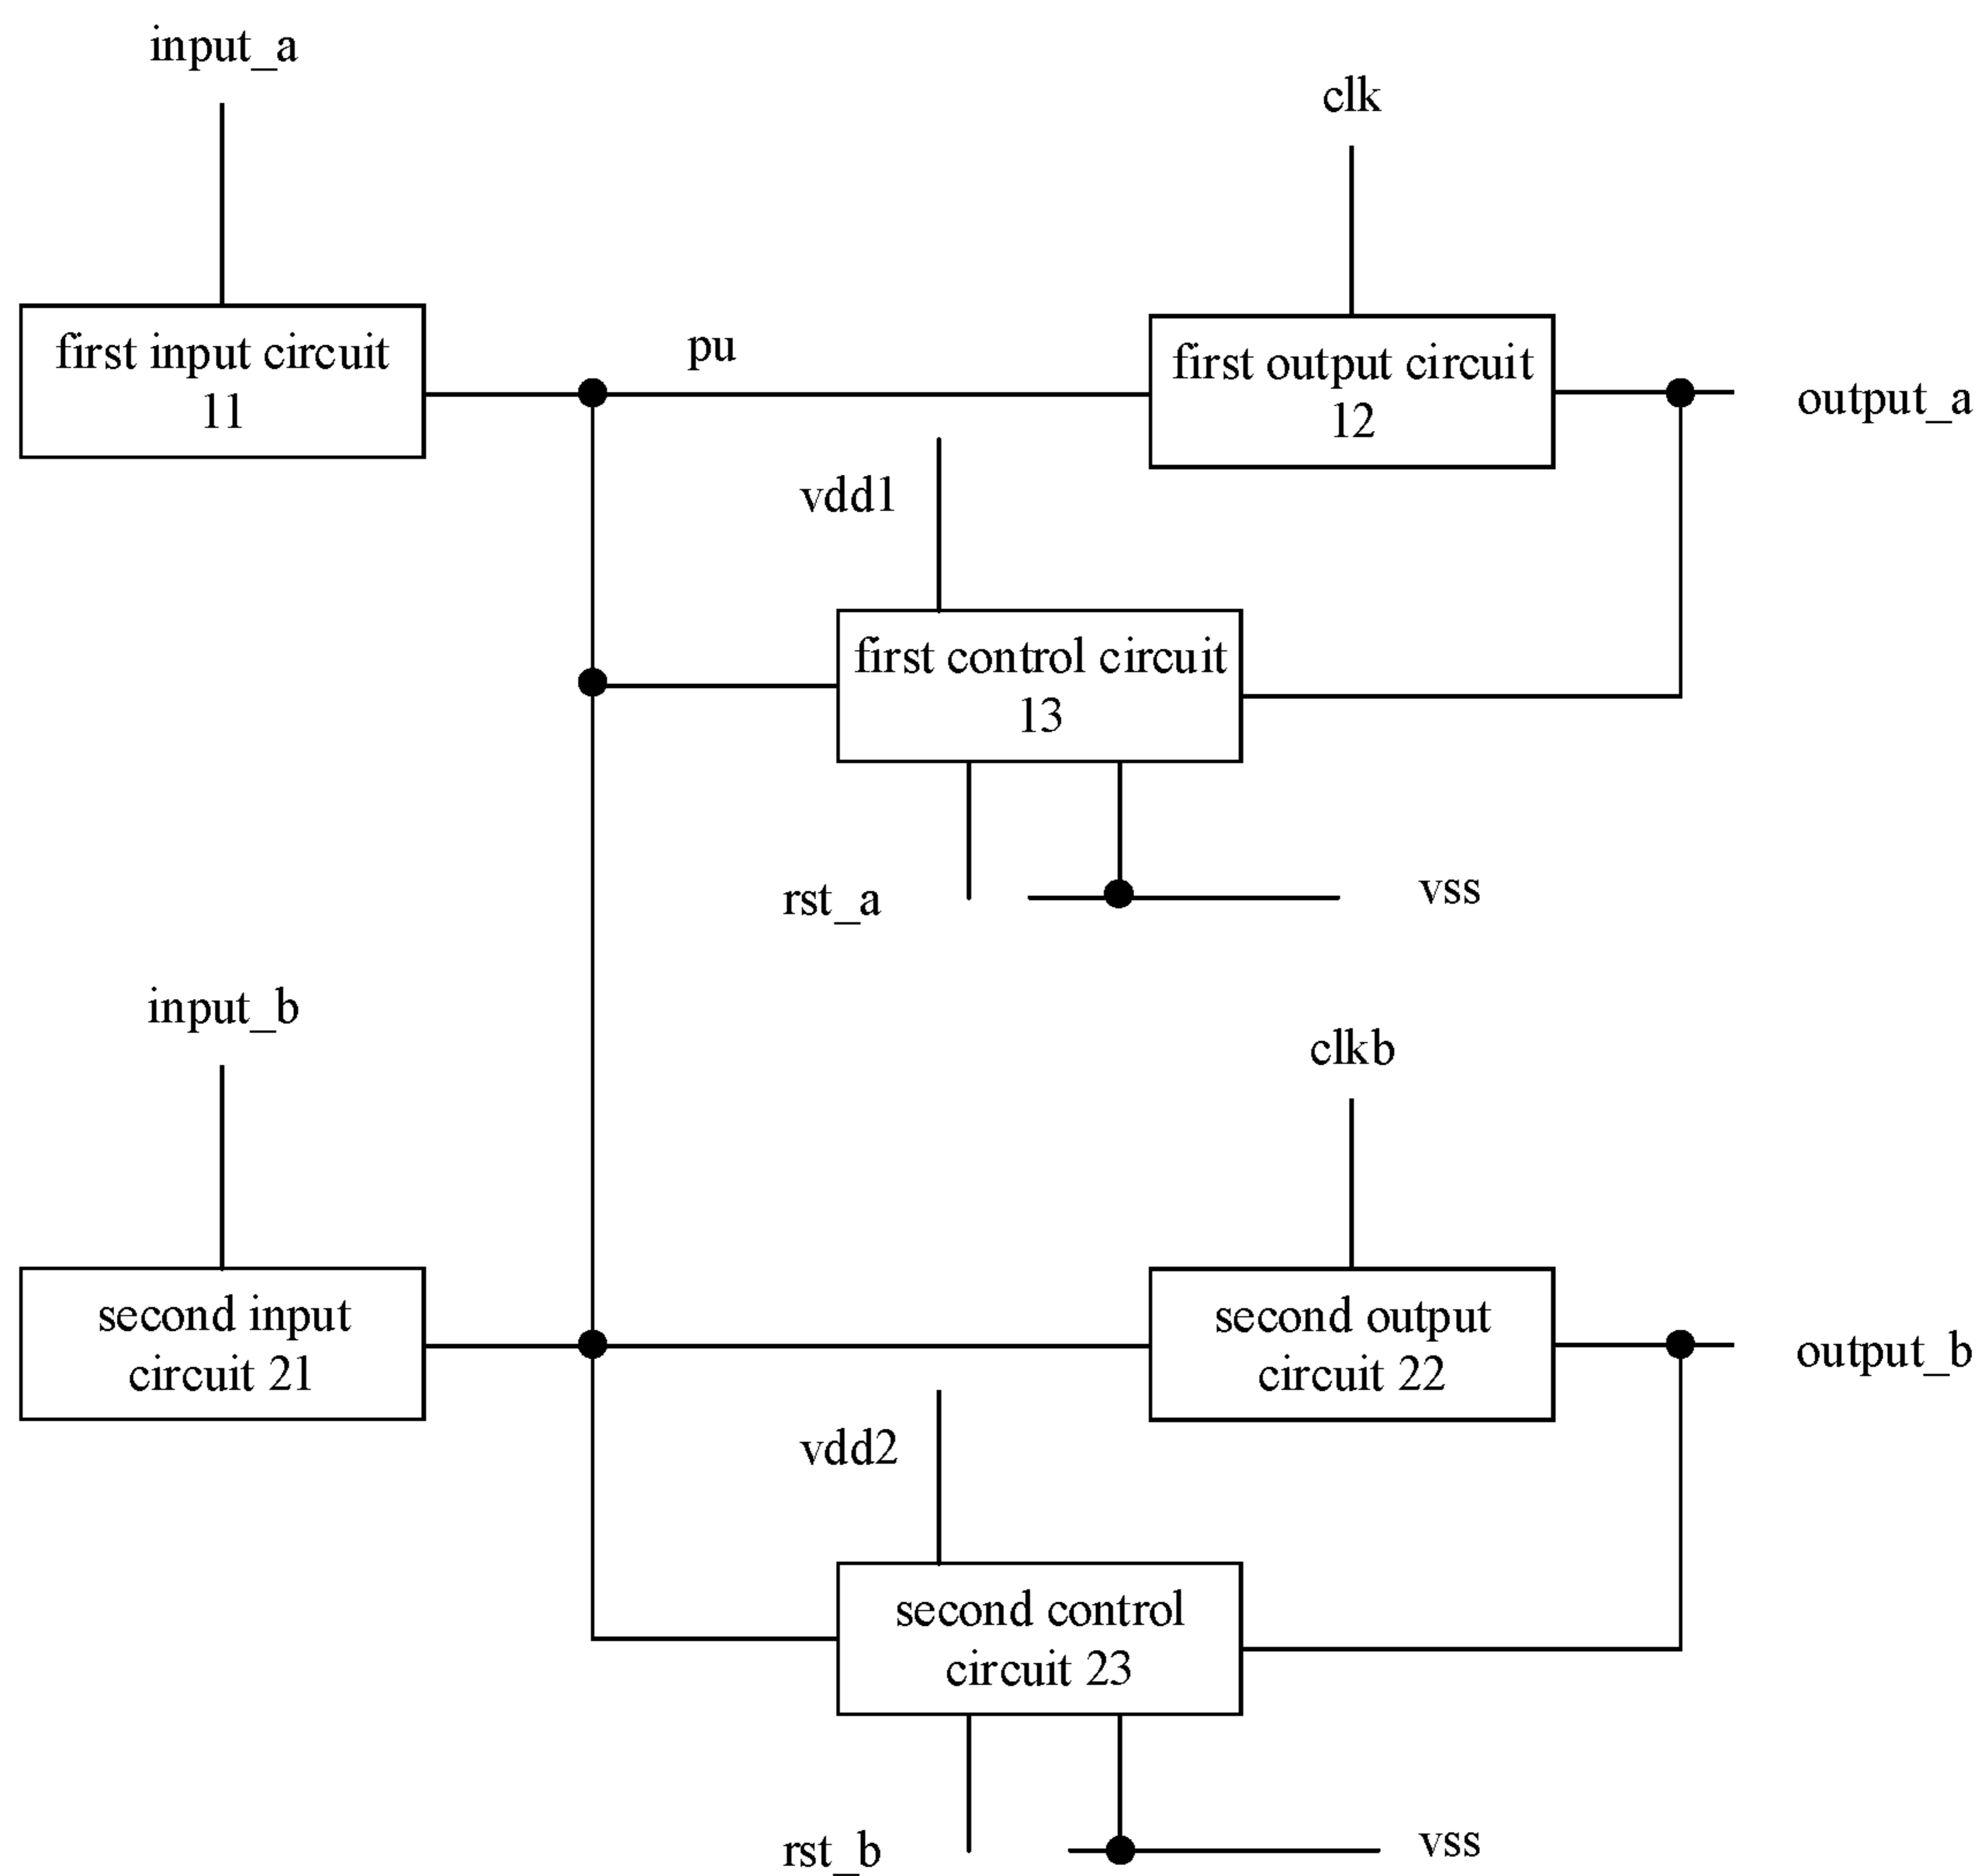 input_a
clk
first input circuit
11
pu
first output circuit
12
output_a
vdd1
first control circuit
13
rst_a
vss
input_b
clkb
second input
circuit 21
second output
circuit 22
output_b
vdd2
second control
circuit 23
rst_b
vss